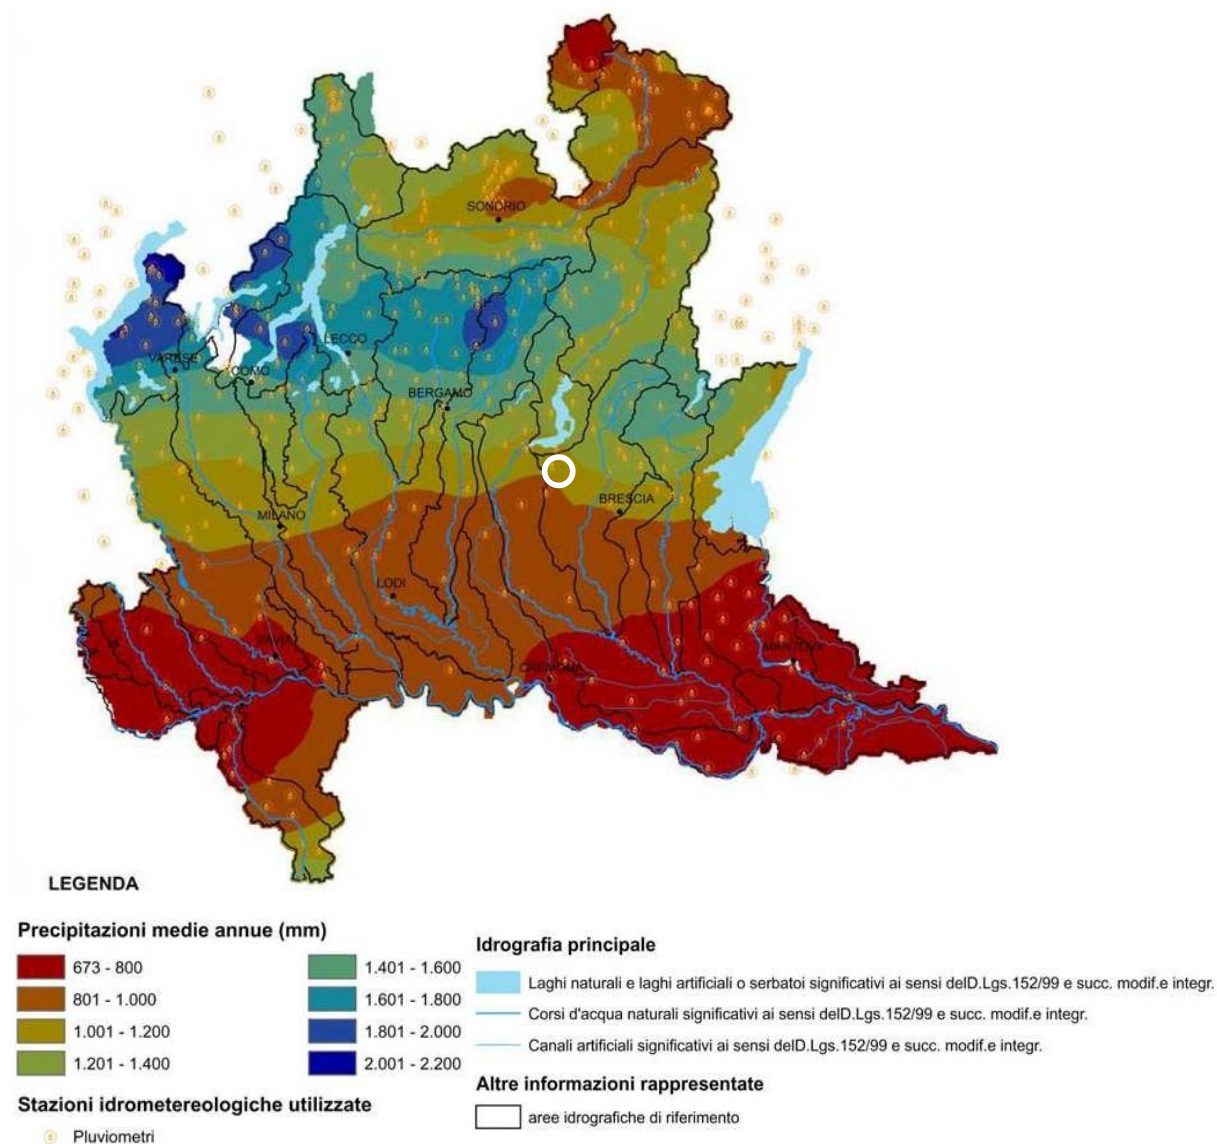 SONDRIO
VARESE
COMO
LECCO
BERGAMO
BRESCIA
MILANO
LODI
PAVIA
CREMONA
MANTOVA
LEGENDA
Precipitazioni medie annue (mm)
673 - 800
801 - 1.000
1.001 - 1.200
1.201 - 1.400
1.401 - 1.600
1.601 - 1.800
1.801 - 2.000
2.001 - 2.200
Stazioni idrometereologiche utilizzate
Pluviometri
Idrografia principale
Laghi naturali e laghi artificiali o serbatoi significativi ai sensi delD.Lgs.152/99 e succ. modif.e integr.
Corsi d'acqua naturali significativi ai sensi delD.Lgs.152/99 e succ. modif.e integr.
Canali artificiali significativi ai sensi delD.Lgs.152/99 e succ. modif.e integr.
Altre informazioni rappresentate
aree idrografiche di riferimento